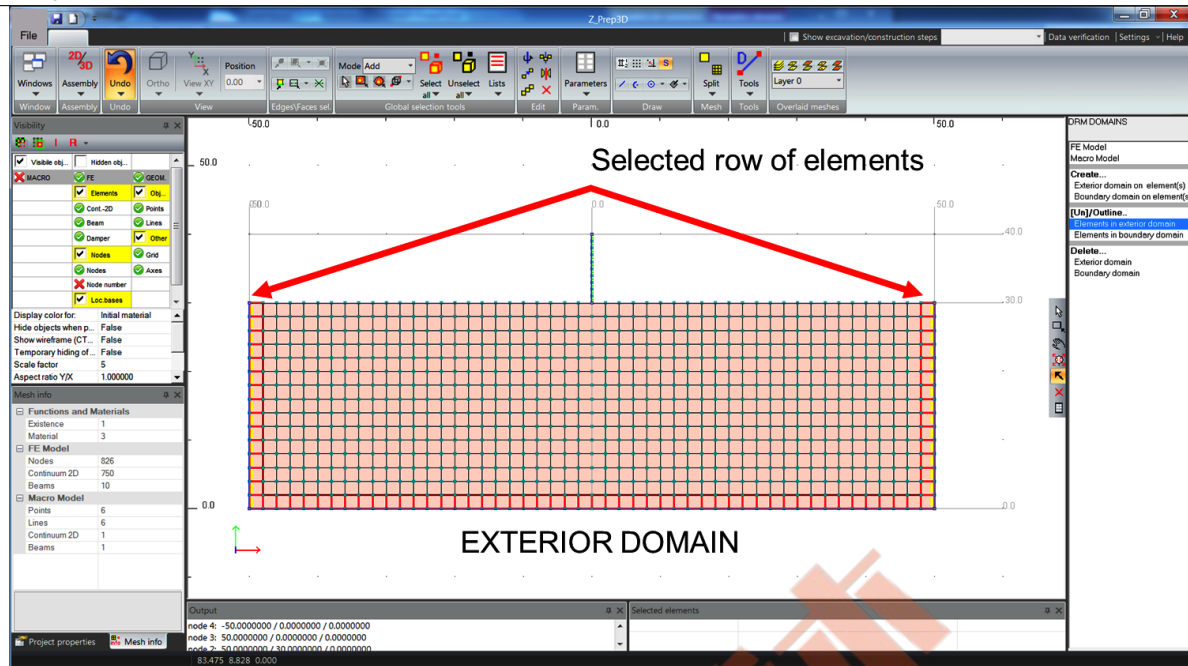 Z_Prep3D
File
Show excavation/construction steps
Data verification | Settings - Help
2D/3D
Y
X
Position
Mode Add
0.00
Windows
Assembly
Undo
Ortho
View XY
Select all
Unselect all
Lists
Parameters
Split
Tools
Layer 0
Window
Assembly
Undo
View
Edges\Faces sel.
Global selection tools
Edit
Param.
Draw
Mesh
Tools
Overlaid meshes
Visibility
Visible obj...
Hidden obj...
MACRO
FE
GEOM.
Elements
Obj...
Cont.-2D
Points
Beam
Lines
Damper
Other
Nodes
Grid
Nodes
Axes
Node number
Loc.bases
Display color for: Initial material
Hide objects when p... False
Show wireframe (CT... False
Temporary hiding of... False
Scale factor 5
Aspect ratio Y/X 1.000000
Mesh info
Functions and Materials
Existence 1
Material 3
FE Model
Nodes 826
Continuum 2D 750
Beams 10
Macro Model
Points 6
Lines 6
Continuum 2D 1
Beams 1
Project properties
Mesh info
-50.0
0.0
50.0
50.0
Selected row of elements
0.0
50.0
40.0
30.0
0.0
0.0
EXTERIOR DOMAIN
DRM DOMAINS
FE Model
Macro Model
Create...
Exterior domain on element(s)
Boundary domain on element(s
[Un]/Outline..
Elements in exterior domain
Elements in boundary domain
Delete...
Exterior domain
Boundary domain
Output
node 4: -50.0000000 / 0.0000000 / 0.0000000
node 3: 50.0000000 / 0.0000000 / 0.0000000
node 2: 50.0000000 / 30.0000000 / 0.0000000
Selected elements
83.475 8.828 0.000